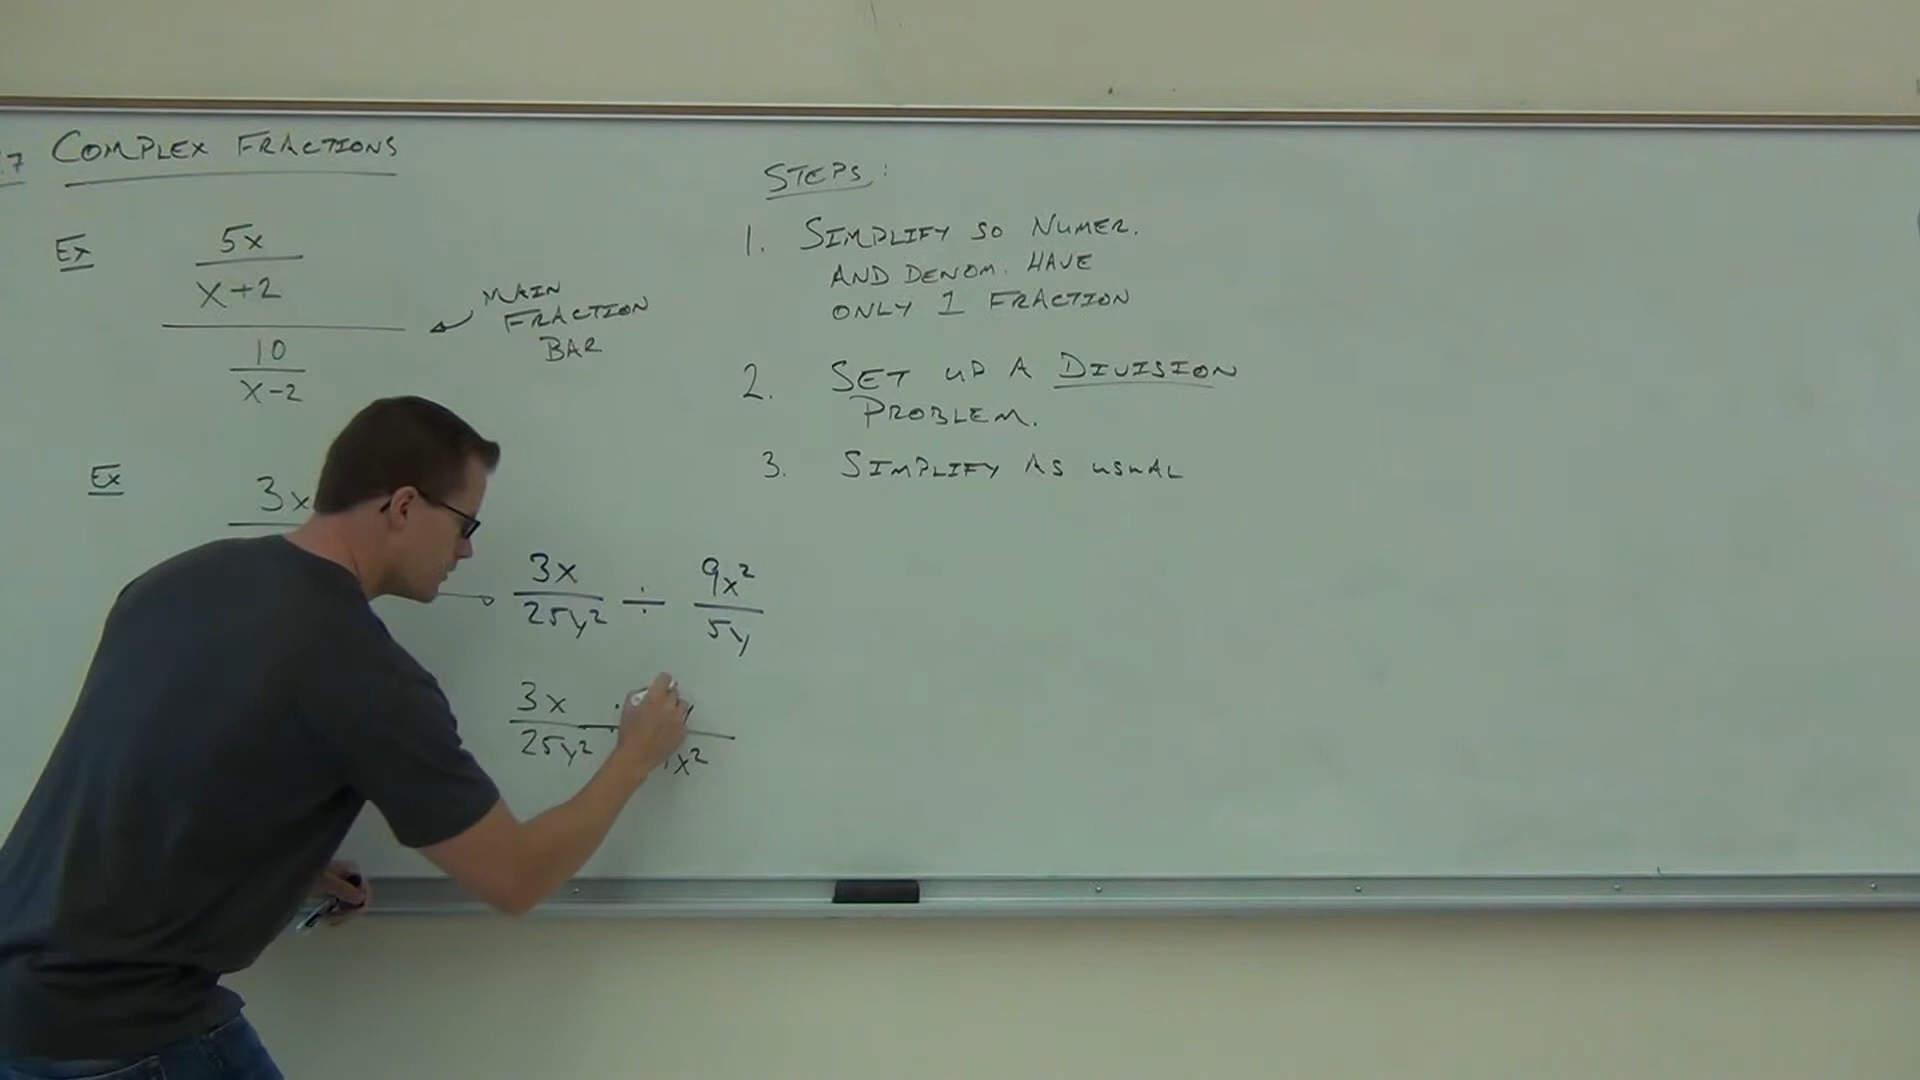 .7 COMPLEX FRACTIONS
Ex
5x
x+2
10
x-2
MAIN
FRACTION
BAR
Ex
3x
3x ÷ 9x²
25y² 5y
3x
25y² x²
STEPS:
1. SIMPLIFY SO NUMER.
AND DENOM. HAVE
ONLY 1 FRACTION
2. SET UP A DIVISION
PROBLEM.
3. SIMPLIFY AS USUAL